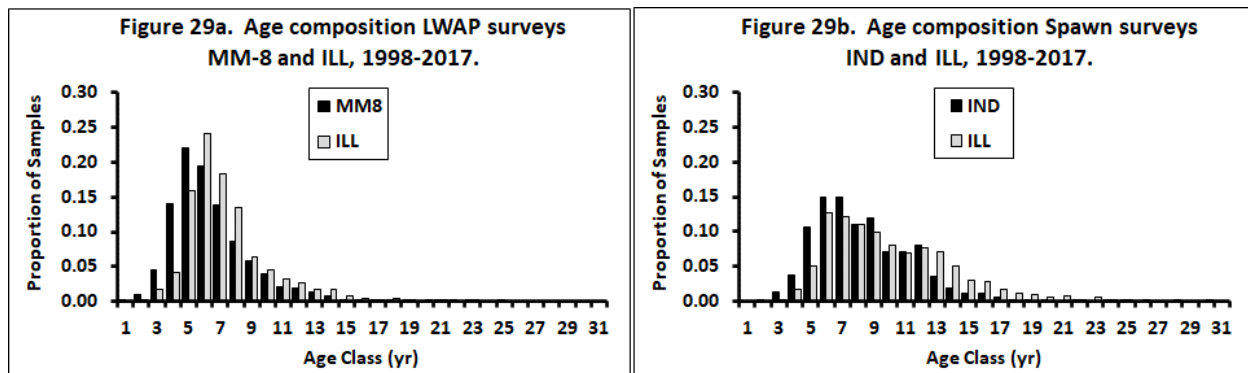 Figure 29a. Age composition LWAP surveys
MM-8 and ILL, 1998-2017.
MM8
ILL
Proportion of Samples
0.30
0.25
0.20
0.15
0.10
0.05
0.00
1 3 5 7 9 11 13 15 17 19 21 23 25 27 29 31
Age Class (yr)
Figure 29b. Age composition Spawn surveys
IND and ILL, 1998-2017.
IND
ILL
Proportion of Samples
0.30
0.25
0.20
0.15
0.10
0.05
0.00
1 3 5 7 9 11 13 15 17 19 21 23 25 27 29 31
Age Class (yr)